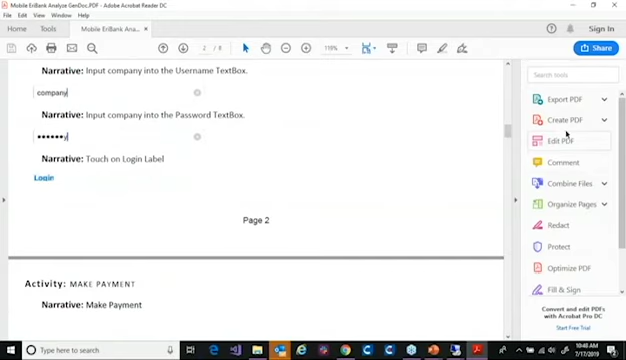 Mobile EriBank Analyze GenDoc.PDF - Adobe Acrobat Reader DC
File Edit View Window Help
Home Tools Mobile EriBank Ana... × Sign In
2 / 8 119% Share
Narrative: Input company into the Username TextBox.
company
Narrative: Input company into the Password TextBox.
••••••y
Narrative: Touch on Login Label
Login
Page 2
Activity: MAKE PAYMENT
Narrative: Make Payment
Search tools
Export PDF
Create PDF
Edit PDF
Comment
Combine Files
Organize Pages
Redact
Protect
Optimize PDF
Fill & Sign
Convert and edit PDFs
with Acrobat Pro DC
Start Free Trial
Type here to search
10:48 AM
7/17/2019